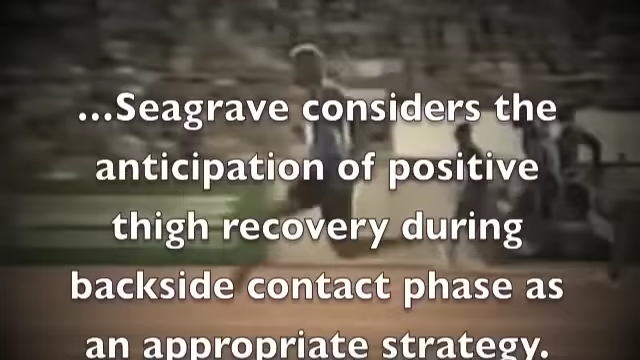 ...Seagrave considers the
anticipation of positive
thigh recovery during
backside contact phase as
an appropriate strategy.